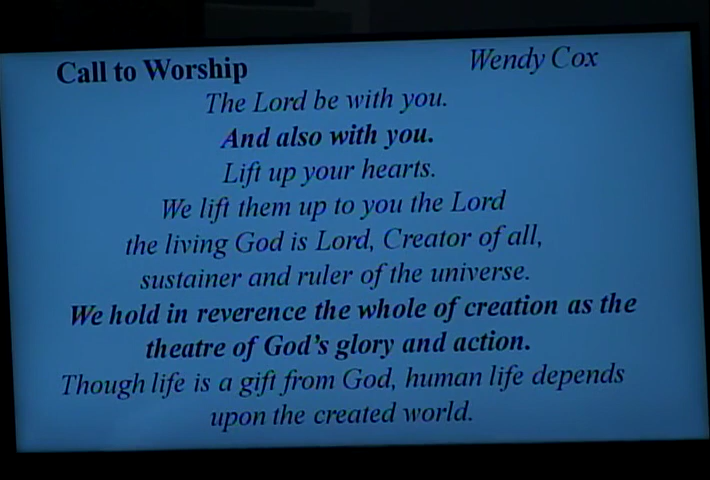 Call to Worship Wendy Cox
The Lord be with you.
And also with you.
Lift up your hearts.
We lift them up to you the Lord
the living God is Lord, Creator of all,
sustainer and ruler of the universe.
We hold in reverence the whole of creation as the
theatre of God's glory and action.
Though life is a gift from God, human life depends
upon the created world.